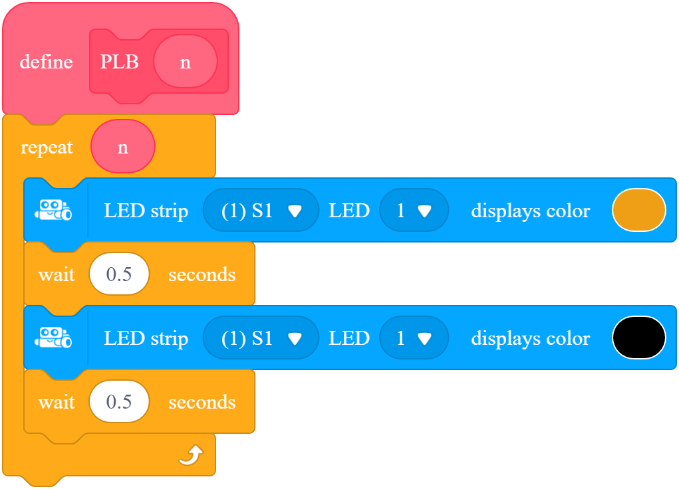 define PLB n
repeat n
LED strip (1) S1 LED 1 displays color
wait 0.5 seconds
LED strip (1) S1 LED 1 displays color
wait 0.5 seconds